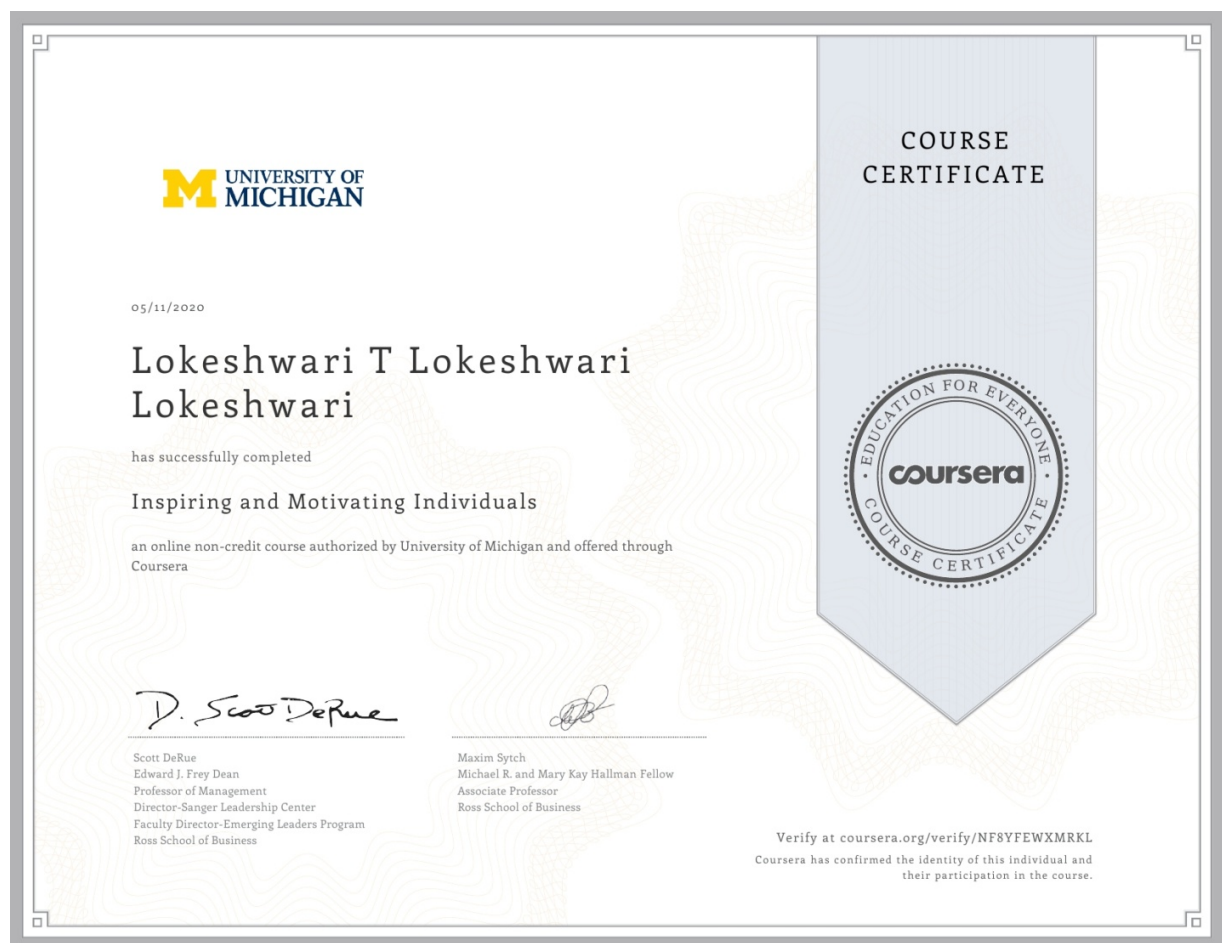 COURSE
CERTIFICATE
UNIVERSITY OF
MICHIGAN
05/11/2020
Lokeshwari T Lokeshwari
Lokeshwari
has successfully completed
Inspiring and Motivating Individuals
an online non-credit course authorized by University of Michigan and offered through
Coursera
EDUCATION FOR EVERYONE
coursera
COURSE CERTIFICATE
D. Scott DeRue
Scott DeRue
Edward J. Frey Dean
Professor of Management
Director-Sanger Leadership Center
Faculty Director-Emerging Leaders Program
Ross School of Business
Maxim Sytch
Michael R. and Mary Kay Hallman Fellow
Associate Professor
Ross School of Business
Verify at coursera.org/verify/NF8YFEWXMRKL
Coursera has confirmed the identity of this individual and
their participation in the course.